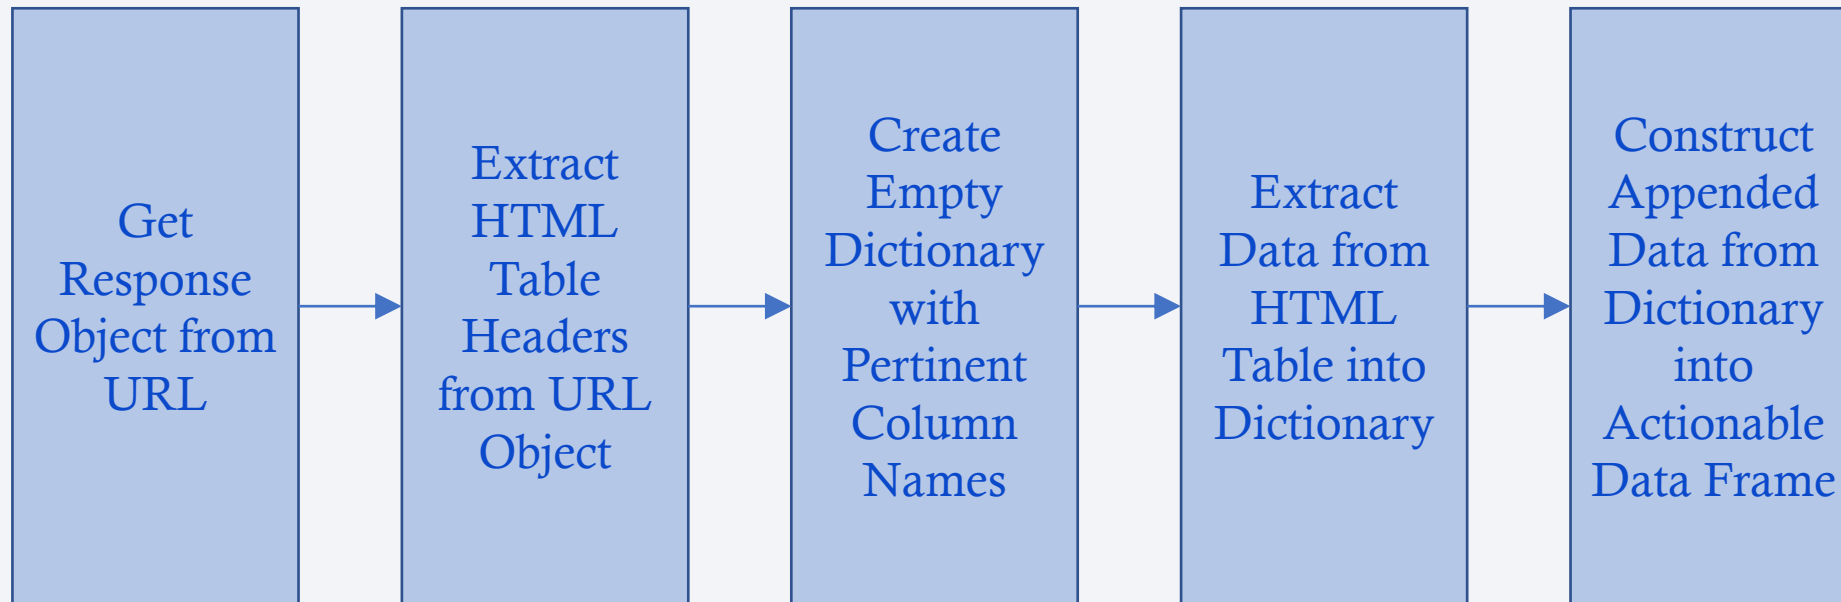 Get
Response
Object from
URL
Extract
HTML
Table
Headers
from URL
Object
Create
Empty
Dictionary
with
Pertinent
Column
Names
Extract
Data from
HTML
Table into
Dictionary
Construct
Appended
Data from
Dictionary
into
Actionable
Data Frame